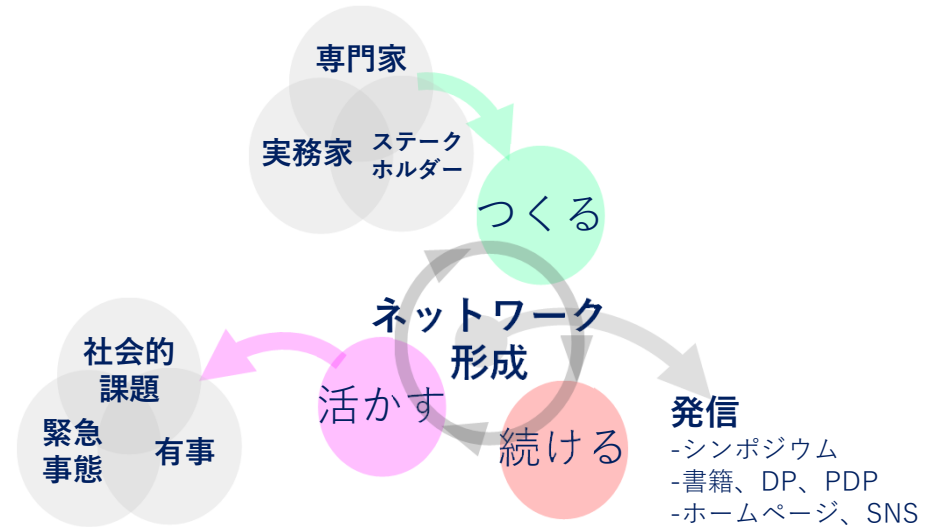 専門家
実務家
ステーク
ホルダー
つくる
ネットワーク
形成
社会的
課題
緊急
事態
有事
活かす
続ける
発信
-シンポジウム
-書籍、DP、PDP
-ホームページ、SNS